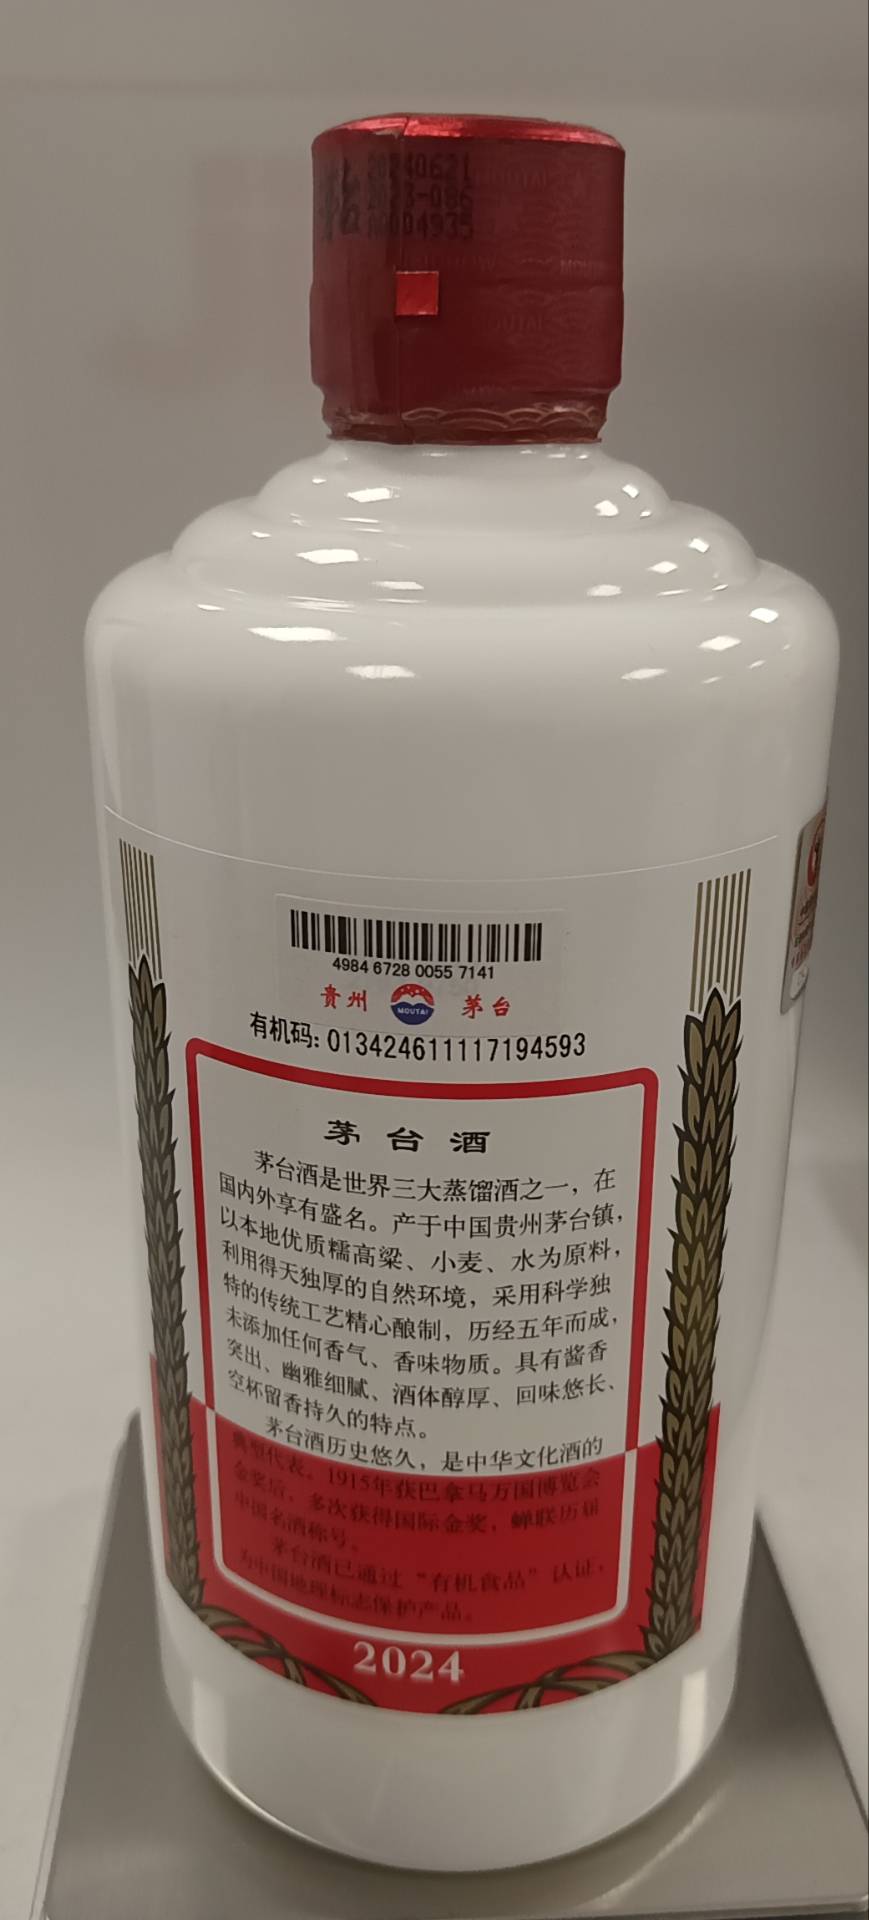 20240621
2023-086
A0004935
4984 6728 0055 7141
贵州 MOUTAI 茅台
有机码: 013424611117194593
茅台酒
茅台酒是世界三大蒸馏酒之一，在
国内外享有盛名。产于中国贵州茅台镇，
以本地优质糯高粱、小麦、水为原料，
利用得天独厚的自然环境，采用科学独
特的传统工艺精心酿制，历经五年而成，
未添加任何香气、香味物质。具有酱香
突出、幽雅细腻、酒体醇厚、回味悠长、
空杯留香持久的特点。
茅台酒历史悠久，是中华文化酒的
典型代表。1915年获巴拿马万国博览会
金奖后，多次获得国际金奖，蝉联历届
中国名酒称号。
茅台酒已通过“有机食品”认证，
为中国地理标志保护产品。
2024